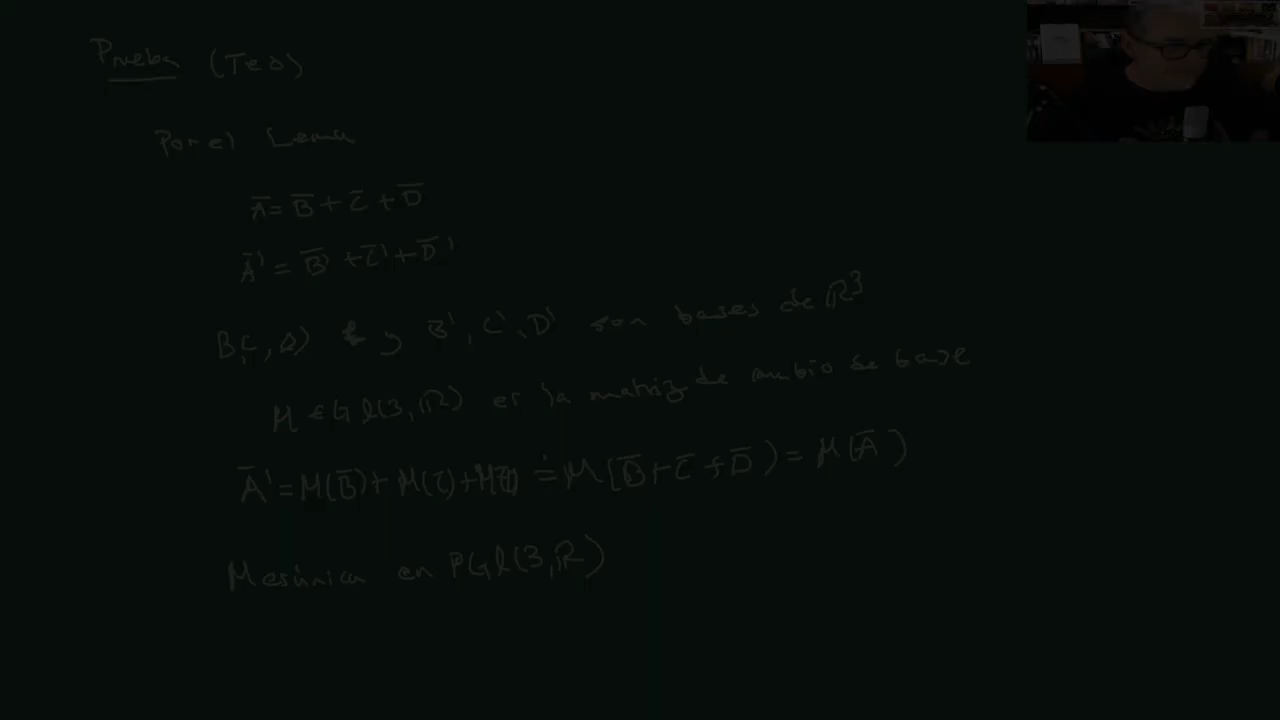 Prueba (Teo)
Por el Lema
A̅ = B̅ + C̅ + D̅
A̅' = B̅' + C̅' + D̅'
B, C, D y B', C', D' son bases de ℝ³
M ∈ Gl(3, ℝ) es la matriz de cambio de base
A̅' = M(B̅) + M(C̅) + M(D̅) = M(B̅ + C̅ + D̅) = M(A̅)
M es única en PGl(3, ℝ)